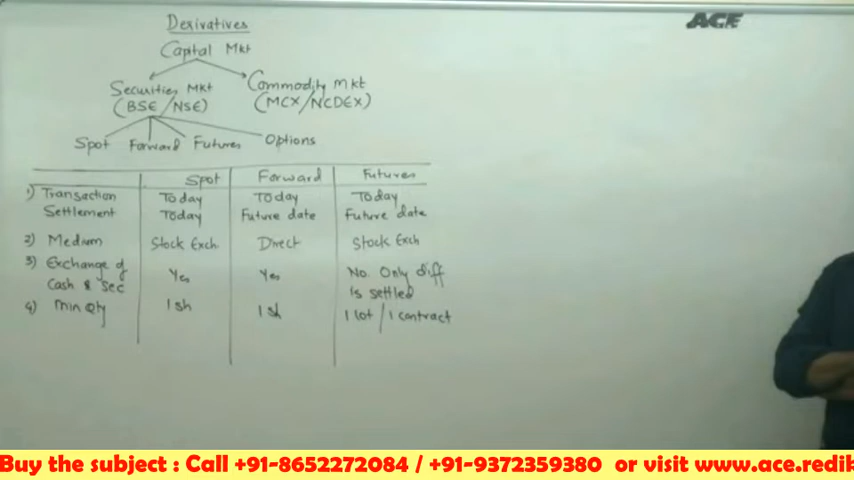 Derivatives
ACE
Capital Mkt
Securities Mkt Commodity mkt
(BSE/NSE) (MCX/NCDEX)
Spot Forward Futures Options
Spot Forward Futures
1) Transaction Today Today Today
Settlement Today Future date Future date
2) Medium Stock Exch. Direct Stock Exch
3) Exchange of Yes Yes No. Only diff
Cash & Sec is settled
4) Min Qty 1 sh 1 sh 1 lot / 1 contract
Buy the subject : Call +91-8652272084 / +91-9372359380 or visit www.ace.redik